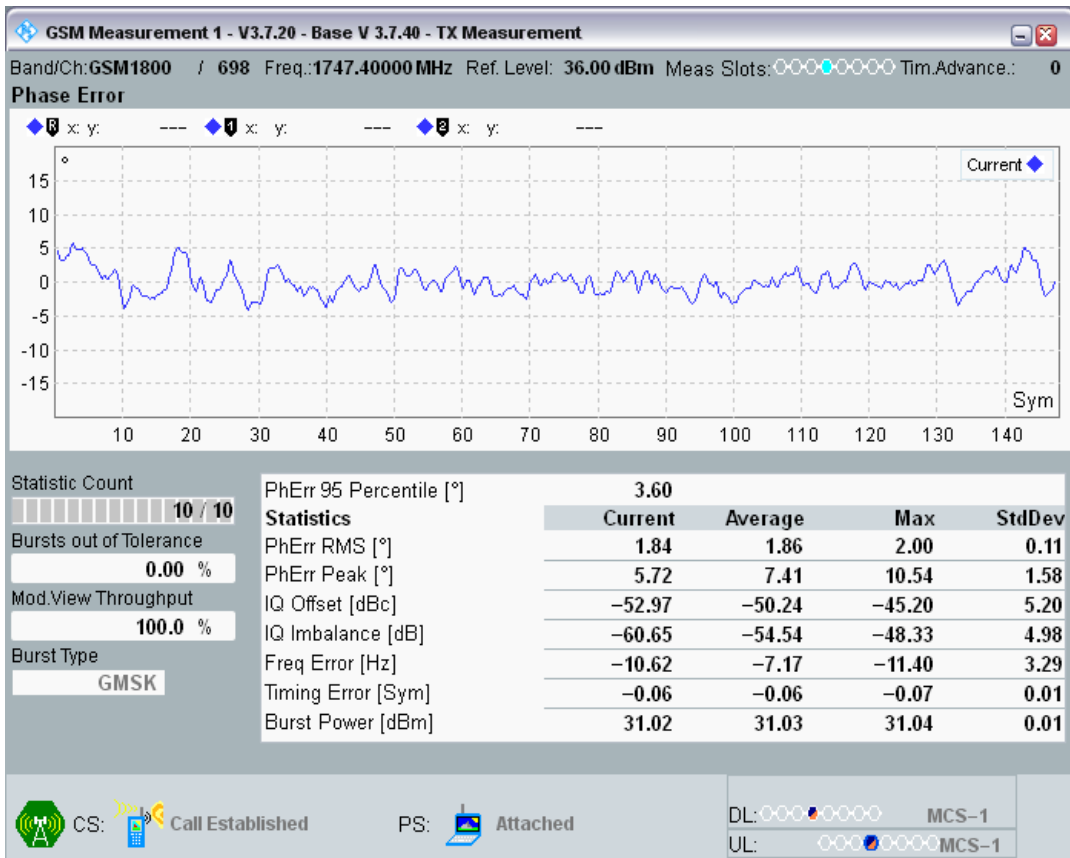 GSM Measurement 1 - V3.7.20 - Base V 3.7.40 - TX Measurement
Band/Ch:GSM1800 / 698 Freq.:1747.40000 MHz Ref. Level: 36.00 dBm Meas Slots: Tim.Advance.: 0
Phase Error
R x: y: --- 1 x: y: --- 2 x: y: ---
° Current
15
10
5
0
-5
-10
-15
Sym
10 20 30 40 50 60 70 80 90 100 110 120 130 140
Statistic Count
10 / 10
Bursts out of Tolerance
0.00 %
Mod.View Throughput
100.0 %
Burst Type
GMSK
PhErr 95 Percentile [°] 3.60
Statistics Current Average Max StdDev
PhErr RMS [°] 1.84 1.86 2.00 0.11
PhErr Peak [°] 5.72 7.41 10.54 1.58
IQ Offset [dBc] −52.97 −50.24 −45.20 5.20
IQ Imbalance [dB] −60.65 −54.54 −48.33 4.98
Freq Error [Hz] −10.62 −7.17 −11.40 3.29
Timing Error [Sym] −0.06 −0.06 −0.07 0.01
Burst Power [dBm] 31.02 31.03 31.04 0.01
CS: Call Established PS: Attached
DL: MCS−1
UL: MCS−1